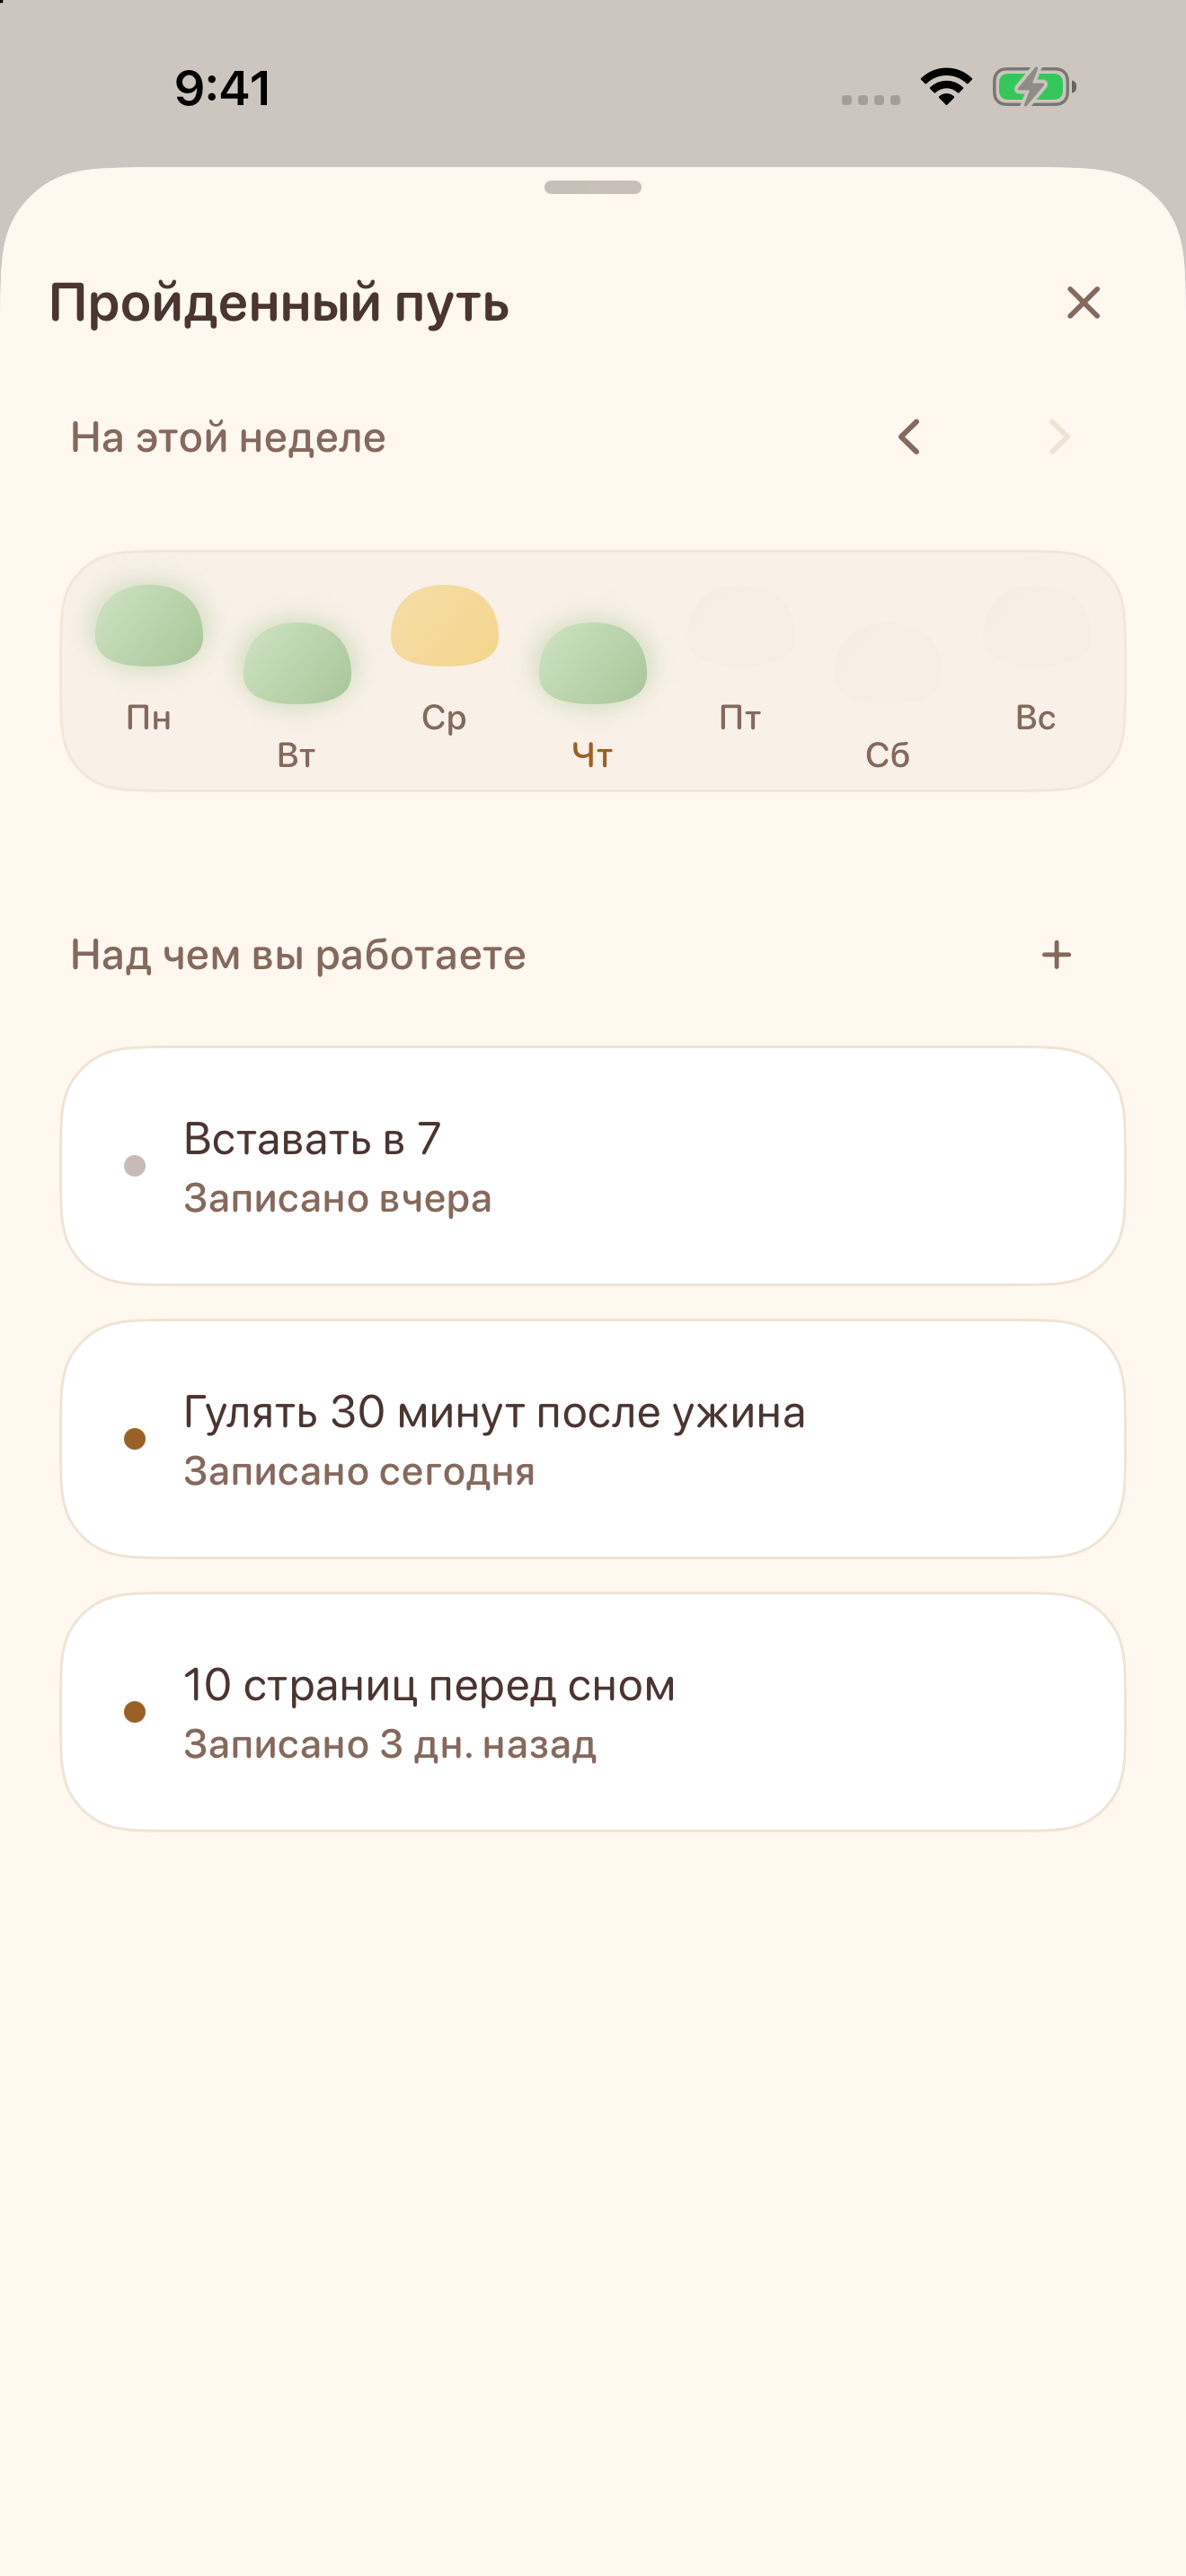 9:41
Пройденный путь
На этой неделе
Пн
Вт
Ср
Чт
Пт
Сб
Вс
Над чем вы работаете
Вставать в 7
Записано вчера
Гулять 30 минут после ужина
Записано сегодня
10 страниц перед сном
Записано 3 дн. назад